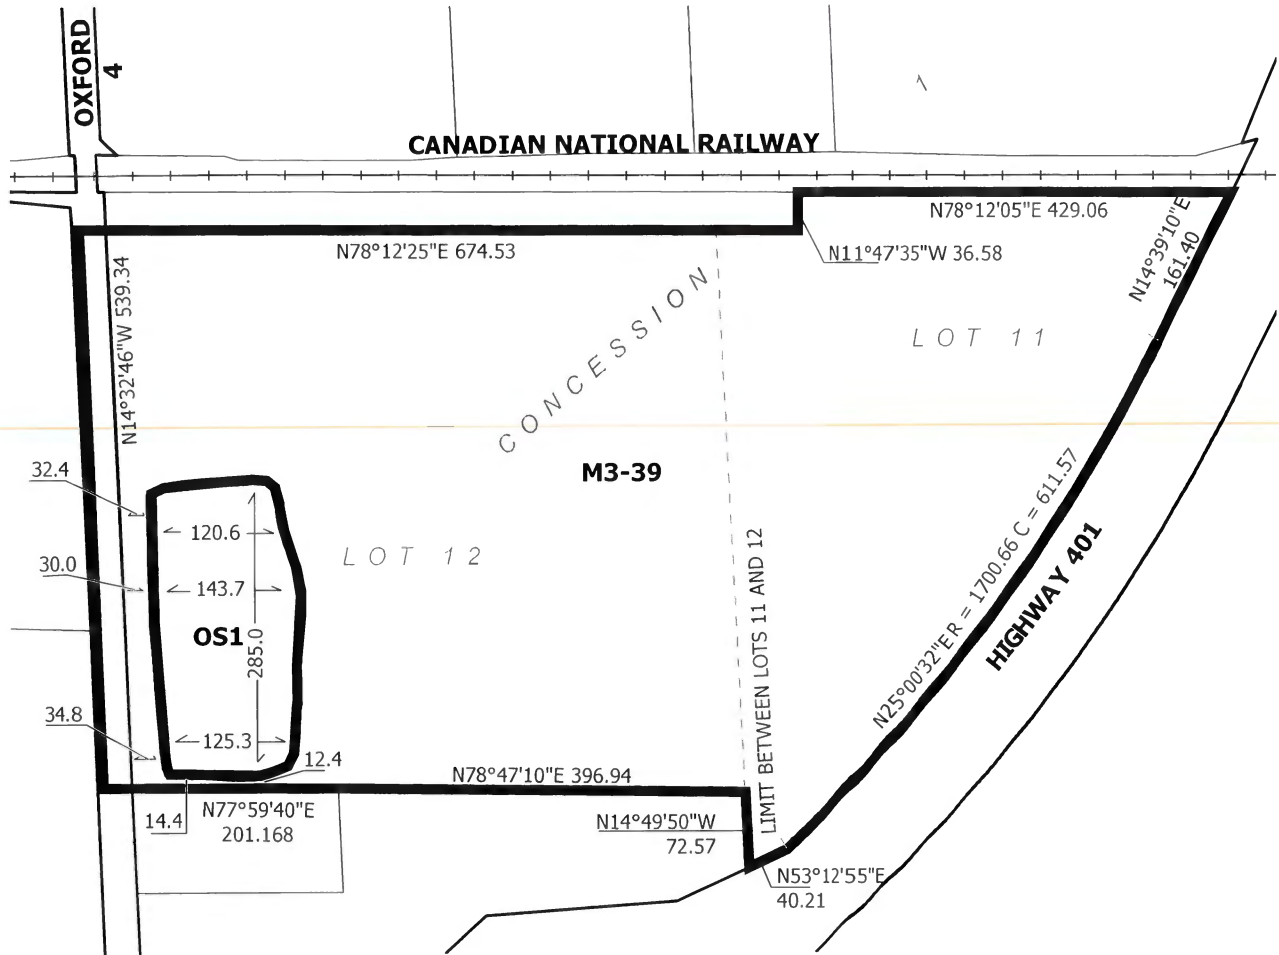 OXFORD
4
1
CANADIAN NATIONAL RAILWAY
N78°12'05"E 429.06
N78°12'25"E 674.53
N11°47'35"W 36.58
N14°39'10"E
161.40
N14°32'46"W 539.34
CONCESSION
LOT 11
M3-39
32.4
120.6
LOT 12
30.0
143.7
OS1
285.0
N25°00'32"E R = 1700.66 C = 611.57
HIGHWAY 401
LIMIT BETWEEN LOTS 11 AND 12
34.8
125.3
12.4
N78°47'10"E 396.94
14.4
N77°59'40"E
201.168
N14°49'50"W
72.57
N53°12'55"E
40.21